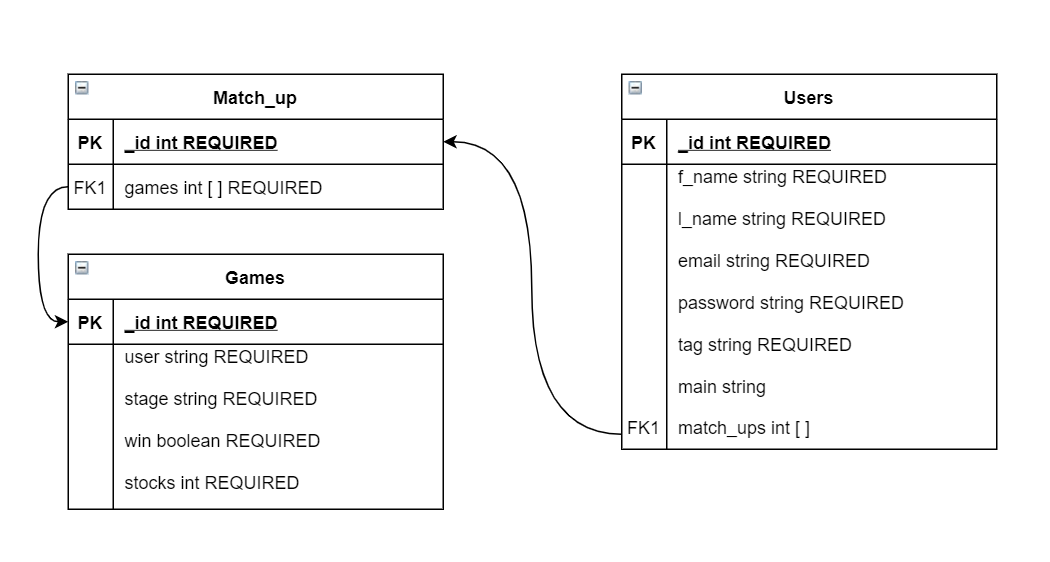 Match_up
PK _id int REQUIRED
FK1 games int [ ] REQUIRED
Games
PK _id int REQUIRED
user string REQUIRED
stage string REQUIRED
win boolean REQUIRED
stocks int REQUIRED
Users
PK _id int REQUIRED
f_name string REQUIRED
l_name string REQUIRED
email string REQUIRED
password string REQUIRED
tag string REQUIRED
main string
FK1 match_ups int [ ]